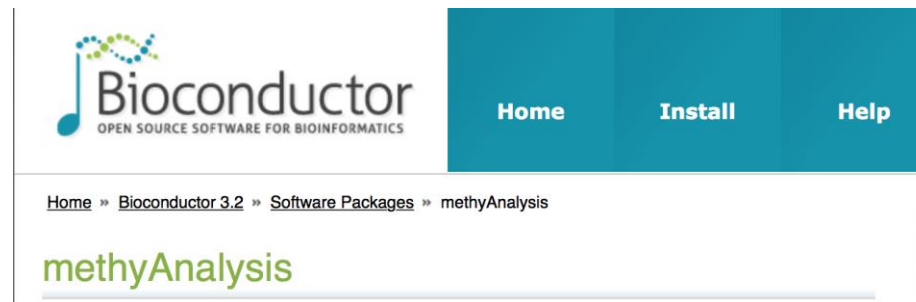 Bioconductor
OPEN SOURCE SOFTWARE FOR BIOINFORMATICS
Home Install Help
Home » Bioconductor 3.2 » Software Packages » methyAnalysis
methyAnalysis